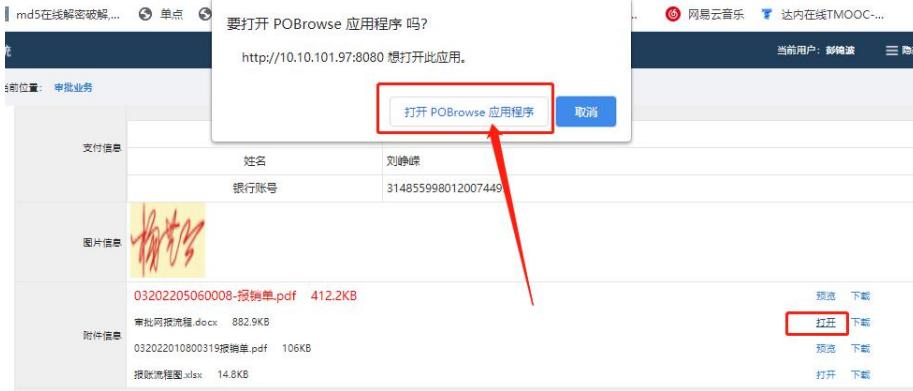 md5在线解密破解,...
单点
网易云音乐
达内在线TMOOC-...
要打开 POBrowse 应用程序 吗?
http://10.10.101.97:8080 想打开此应用。
打开 POBrowse 应用程序
取消
统
当前用户: 彭锦波
隐
当前位置: 审批业务
支付信息
姓名
刘峥嵘
银行账号
314855998012007449
图片信息
03202205060008-报销单.pdf 412.2KB
预览 下载
审批网报流程.docx 882.9KB
打开 下载
附件信息
032022010800319报销单.pdf 106KB
预览 下载
报账流程图.xlsx 14.8KB
打开 下载